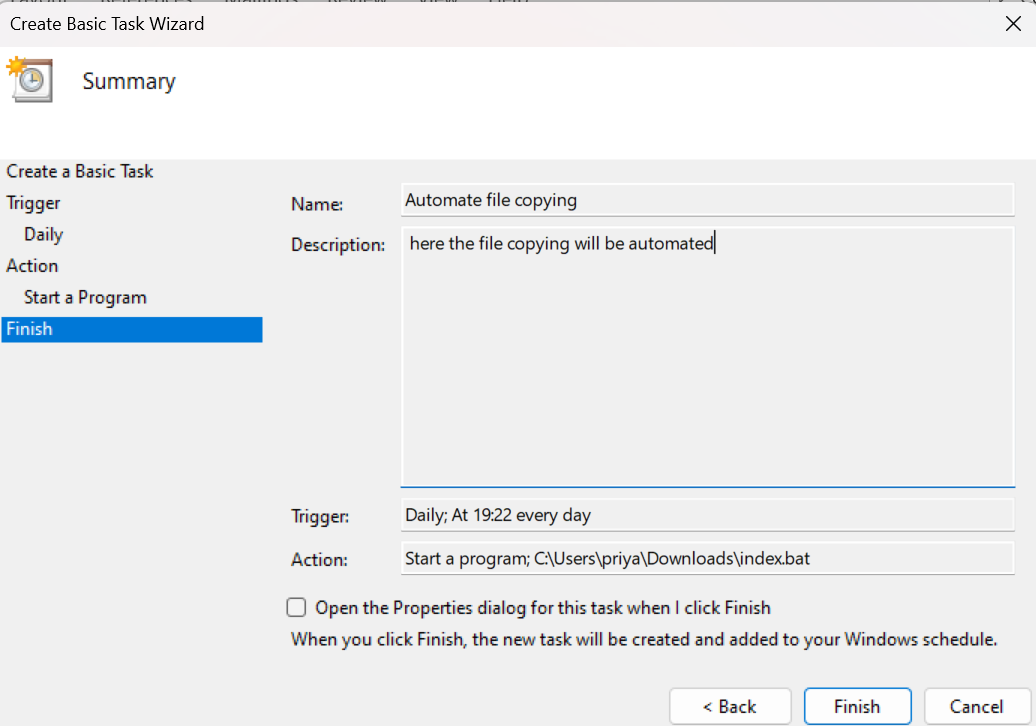 Create Basic Task Wizard
Summary
Create a Basic Task
Trigger
Daily
Action
Start a Program
Finish
Name: Automate file copying
Description: here the file copying will be automated
Trigger: Daily; At 19:22 every day
Action: Start a program; C:\Users\priya\Downloads\index.bat
Open the Properties dialog for this task when I click Finish
When you click Finish, the new task will be created and added to your Windows schedule.
< Back Finish Cancel